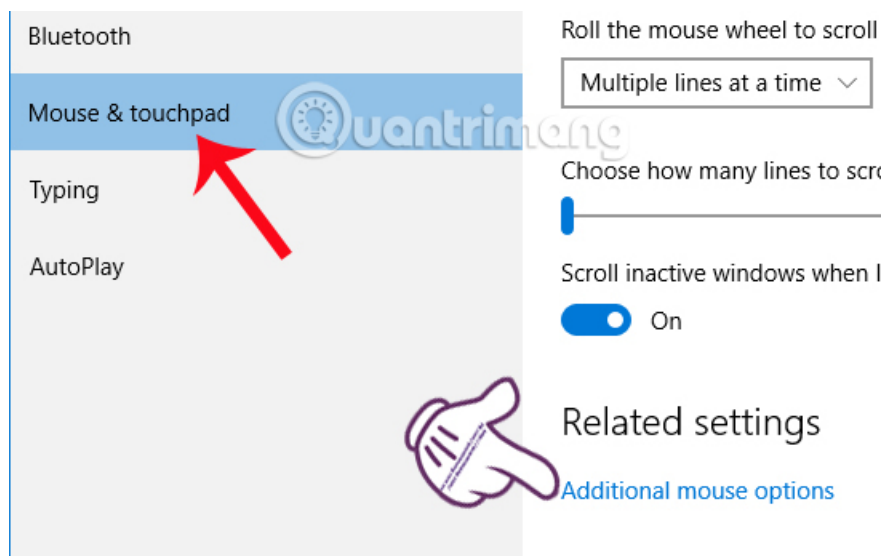 Bluetooth
Mouse & touchpad
Typing
AutoPlay
Quantrimang
Roll the mouse wheel to scroll
Multiple lines at a time
Choose how many lines to scro
Scroll inactive windows when I
On
Related settings
Additional mouse options